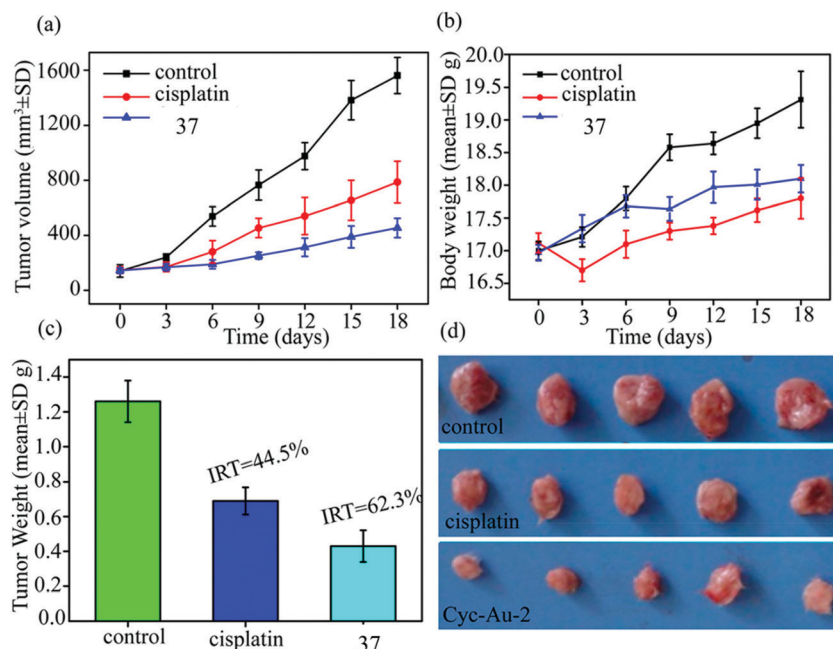 (a)
Tumor volume (mm³±SD)
1600
1200
800
400
0
control
cisplatin
37
0 3 6 9 12 15 18
Time (days)
(b)
Body weight (mean±SD g)
20.0
19.5
19.0
18.5
18.0
17.5
17.0
16.5
control
cisplatin
37
0 3 6 9 12 15 18
Time (days)
(c)
Tumor Weight (mean±SD g)
1.4
1.2
1.0
0.8
0.6
0.4
0.2
0.0
IRT=44.5%
IRT=62.3%
control cisplatin 37
(d)
control
cisplatin
Cyc-Au-2